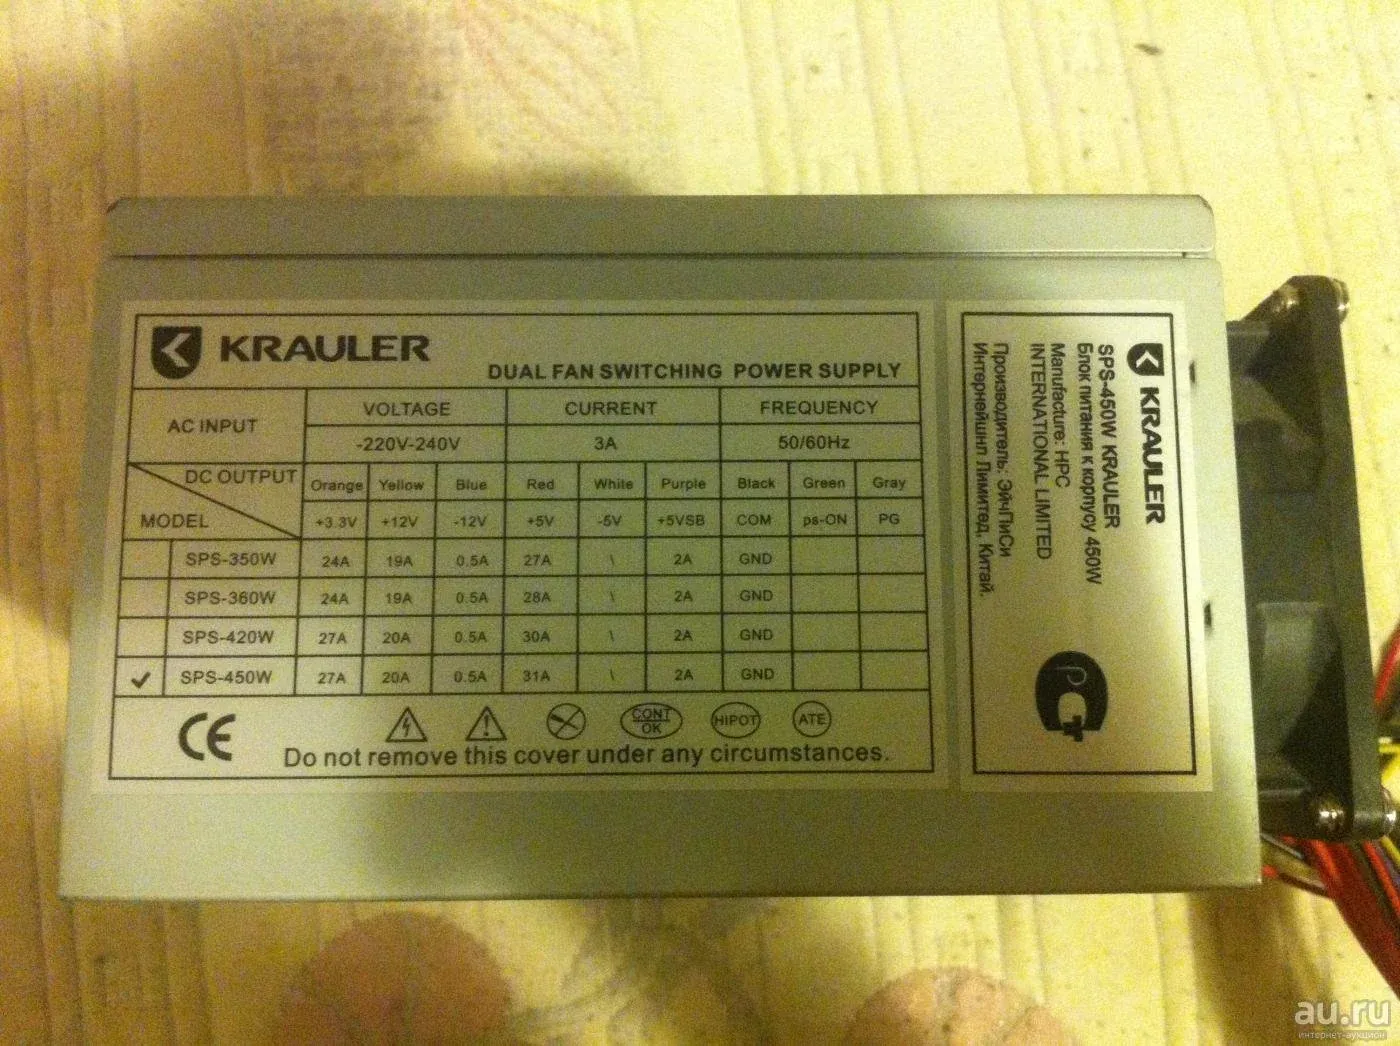 KRAULER
DUAL FAN SWITCHING POWER SUPPLY
AC INPUT VOLTAGE CURRENT FREQUENCY
-220V-240V 3A 50/60Hz
DC OUTPUT Orange Yellow Blue Red White Purple Black Green Gray
MODEL +3.3V +12V -12V +5V -5V +5VSB COM ps-ON PG
SPS-350W 24A 19A 0.5A 27A \ 2A GND
SPS-360W 24A 19A 0.5A 28A \ 2A GND
SPS-420W 27A 20A 0.5A 30A \ 2A GND
✓ SPS-450W 27A 20A 0.5A 31A \ 2A GND
CE CONT OK HIPOT ATE
Do not remove this cover under any circumstances.
KRAULER
SPS-450W KRAULER
Блок питания к корпусу 450W
Manufacture: HPC
INTERNATIONAL LIMITED
Производитель: ЭйчПиСи
Интернейшнл Лимитед, Китай.
РСТ
au.ru
интернет-аукцион